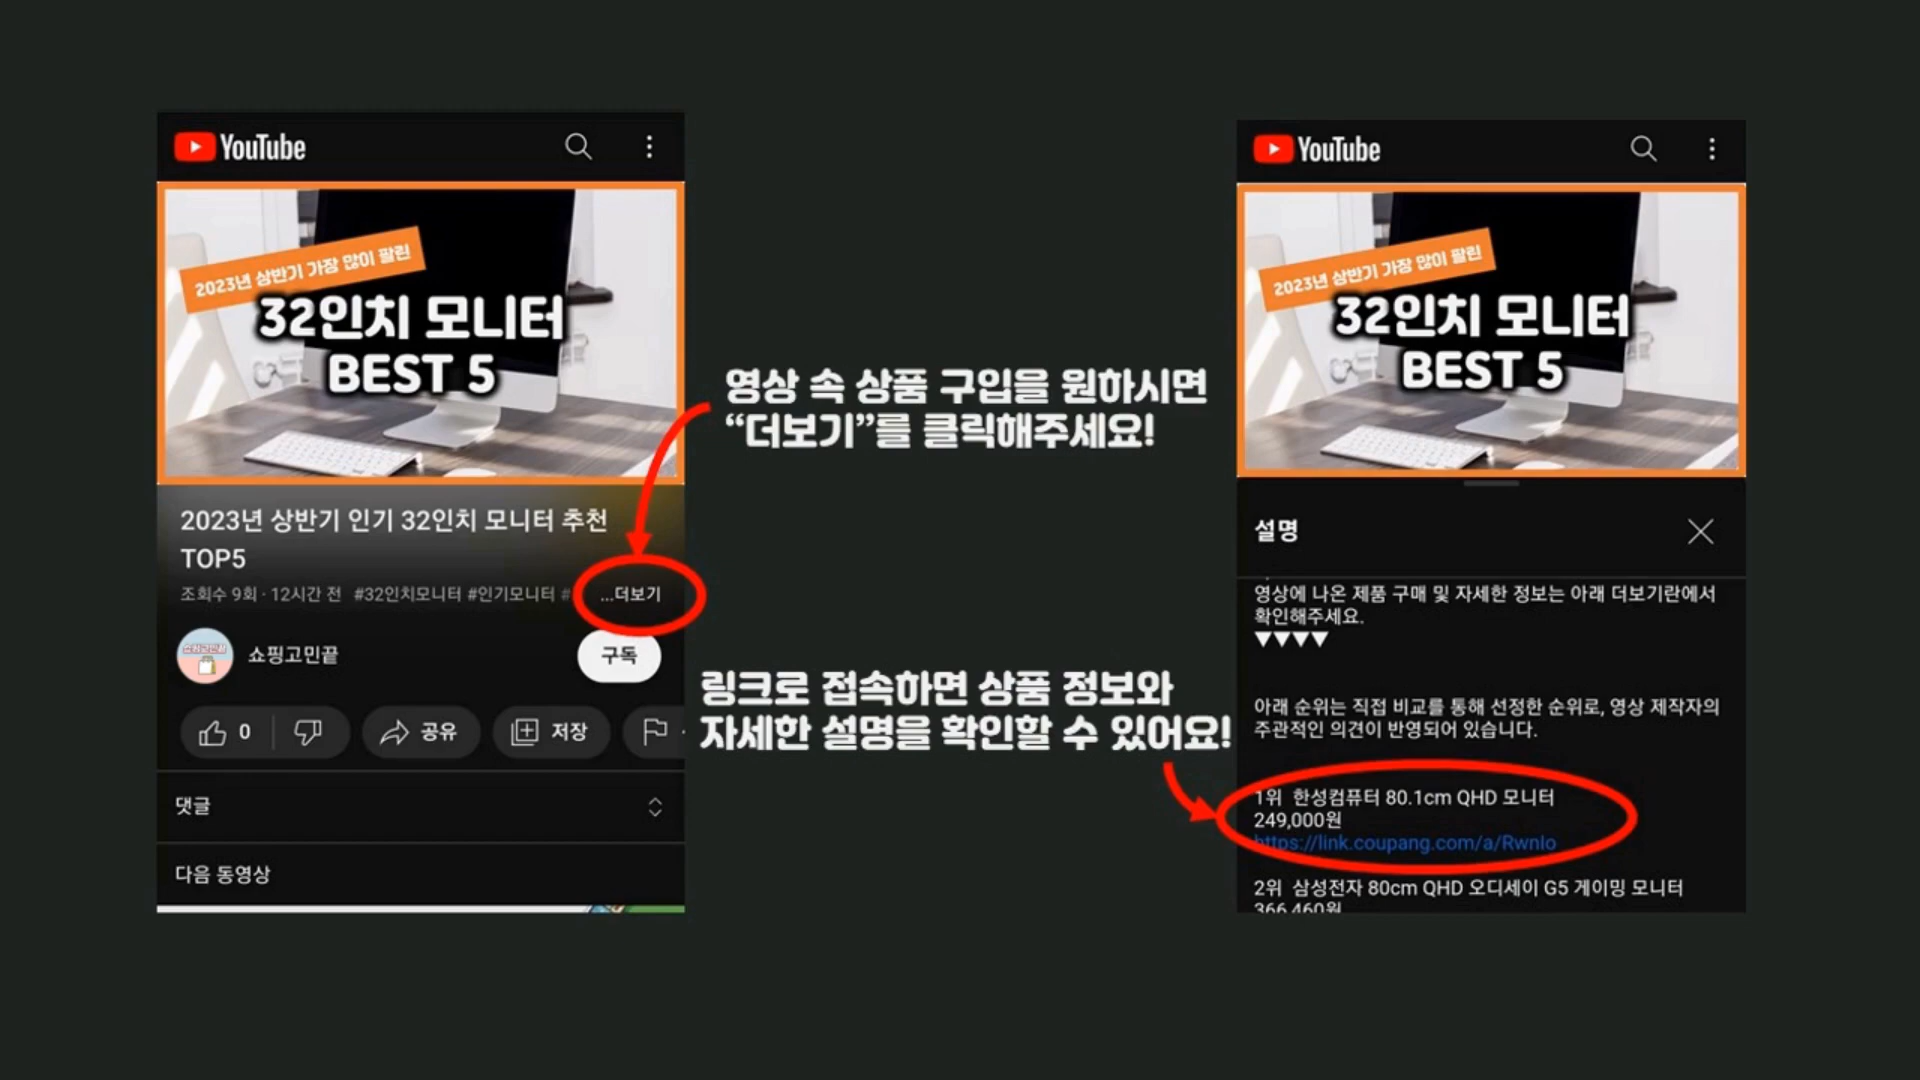 YouTube
2023년 상반기 가장 많이 팔린
32인치 모니터
BEST 5
2023년 상반기 인기 32인치 모니터 추천
TOP5
조회수 9회 · 12시간 전 #32인치모니터 #인기모니터 # ...더보기
쇼핑고민끝
쇼핑고민끝
구독
0
공유
저장
댓글
다음 동영상
영상 속 상품 구입을 원하시면
“더보기”를 클릭해주세요!
링크로 접속하면 상품 정보와
자세한 설명을 확인할 수 있어요!
YouTube
2023년 상반기 가장 많이 팔린
32인치 모니터
BEST 5
설명
영상에 나온 제품 구매 및 자세한 정보는 아래 더보기란에서
확인해주세요.
▼▼▼▼
아래 순위는 직접 비교를 통해 선정한 순위로, 영상 제작자의
주관적인 의견이 반영되어 있습니다.
1위 한성컴퓨터 80.1cm QHD 모니터
249,000원
https://link.coupang.com/a/RwnIo
2위 삼성전자 80cm QHD 오디세이 G5 게이밍 모니터
366,460원